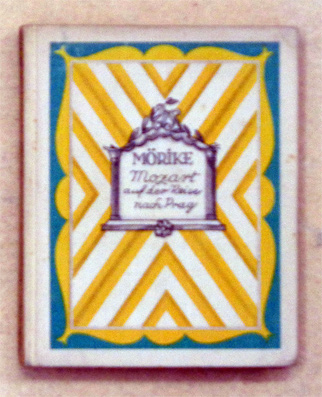 MÖRIKE
Mozart
auf der Reise
nach Prag